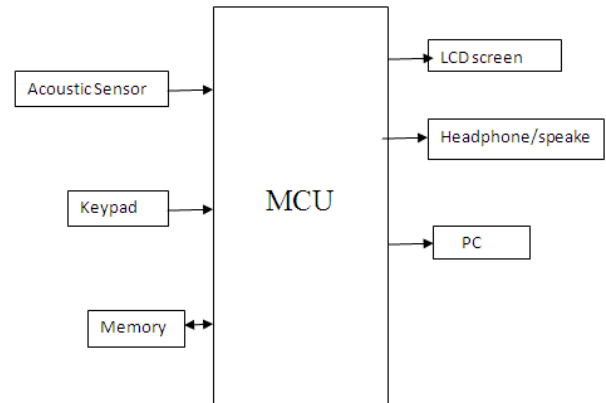 Acoustic Sensor
Keypad
Memory
MCU
LCD screen
Headphone/speake
PC